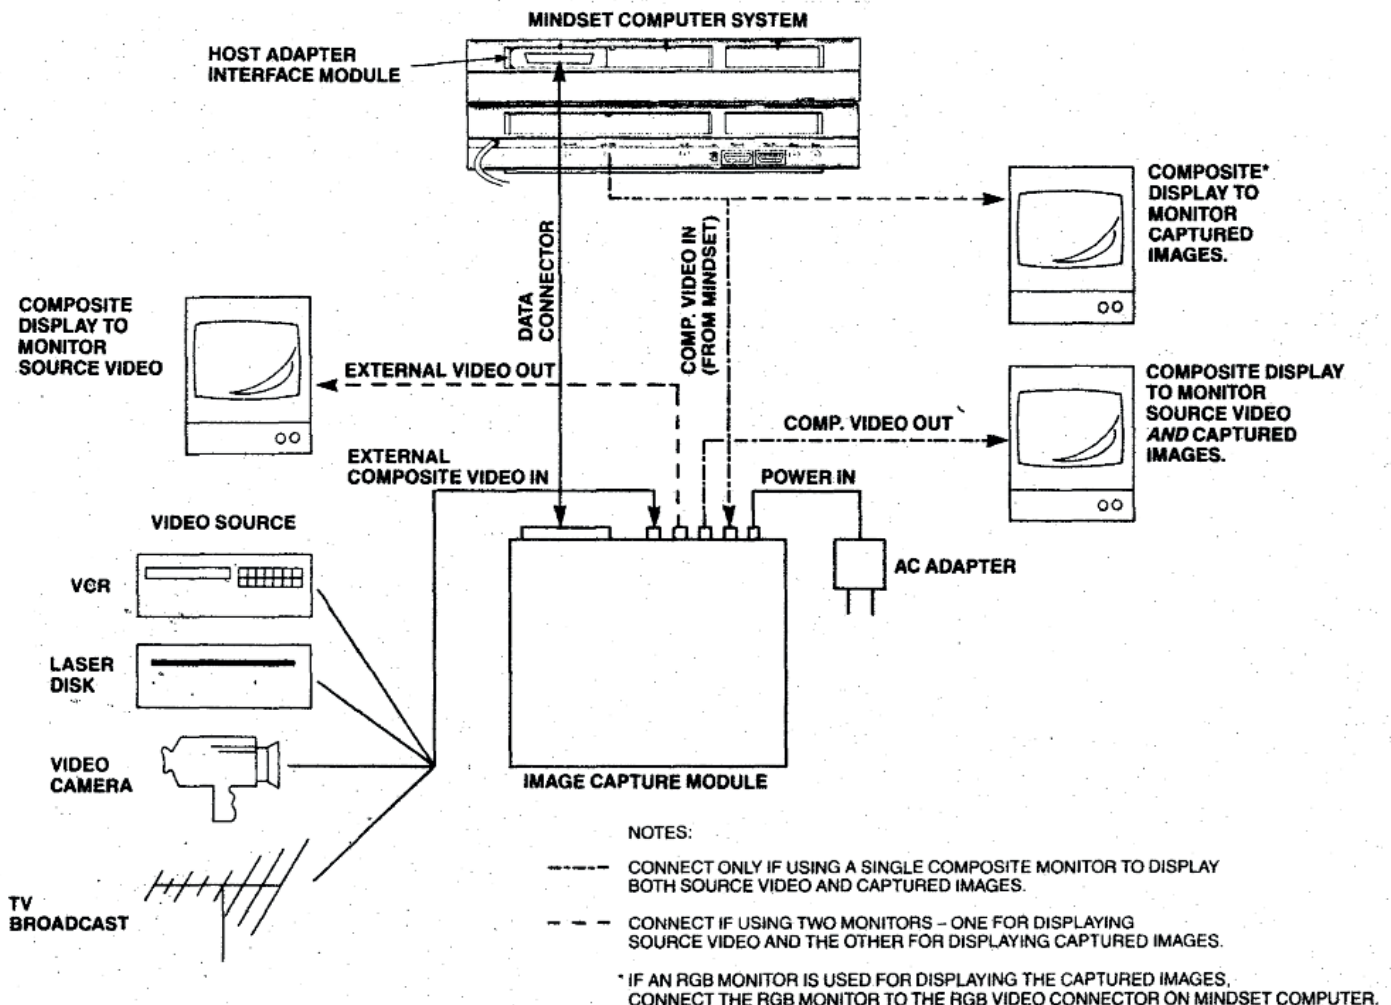 MINDSET COMPUTER SYSTEM
HOST ADAPTER
INTERFACE MODULE
COMPOSITE*
DISPLAY TO
MONITOR
CAPTURED
IMAGES.
DATA
CONNECTOR
COMP. VIDEO IN
(FROM MINDSET)
COMPOSITE
DISPLAY TO
MONITOR
SOURCE VIDEO
EXTERNAL VIDEO OUT
COMPOSITE DISPLAY
TO MONITOR
SOURCE VIDEO
AND CAPTURED
IMAGES.
COMP. VIDEO OUT
EXTERNAL
COMPOSITE VIDEO IN
POWER IN
VIDEO SOURCE
AC ADAPTER
VCR
LASER
DISK
VIDEO
CAMERA
TV
BROADCAST
IMAGE CAPTURE MODULE
NOTES:
CONNECT ONLY IF USING A SINGLE COMPOSITE MONITOR TO DISPLAY
BOTH SOURCE VIDEO AND CAPTURED IMAGES.
CONNECT IF USING TWO MONITORS – ONE FOR DISPLAYING
SOURCE VIDEO AND THE OTHER FOR DISPLAYING CAPTURED IMAGES.
* IF AN RGB MONITOR IS USED FOR DISPLAYING THE CAPTURED IMAGES,
CONNECT THE RGB MONITOR TO THE RGB VIDEO CONNECTOR ON MINDSET COMPUTER.